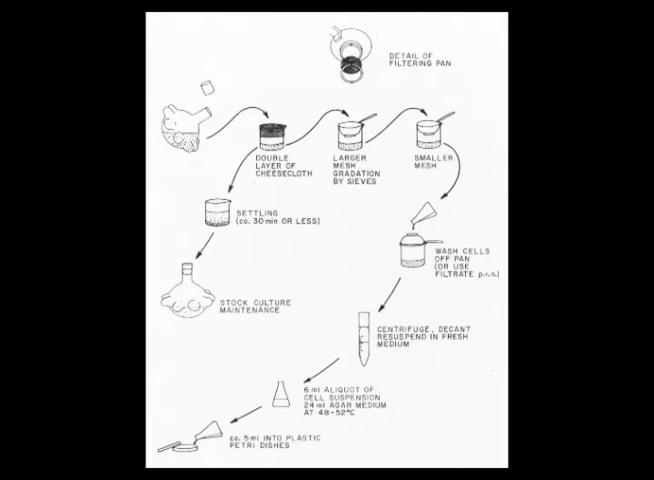 DETAIL OF
FILTERING PAN
DOUBLE
LAYER OF
CHEESECLOTH
LARGER
MESH
GRADATION
BY SIEVES
SMALLER
MESH
SETTLING
(ca. 30 min OR LESS)
WASH CELLS
OFF PAN
(OR USE
FILTRATE p.r.n.)
STOCK CULTURE
MAINTENANCE
CENTRIFUGE, DECANT
RESUSPEND IN FRESH
MEDIUM
6 ml ALIQUOT OF
CELL SUSPENSION
24 ml AGAR MEDIUM
AT 48-52°C
ca. 5 ml INTO PLASTIC
PETRI DISHES